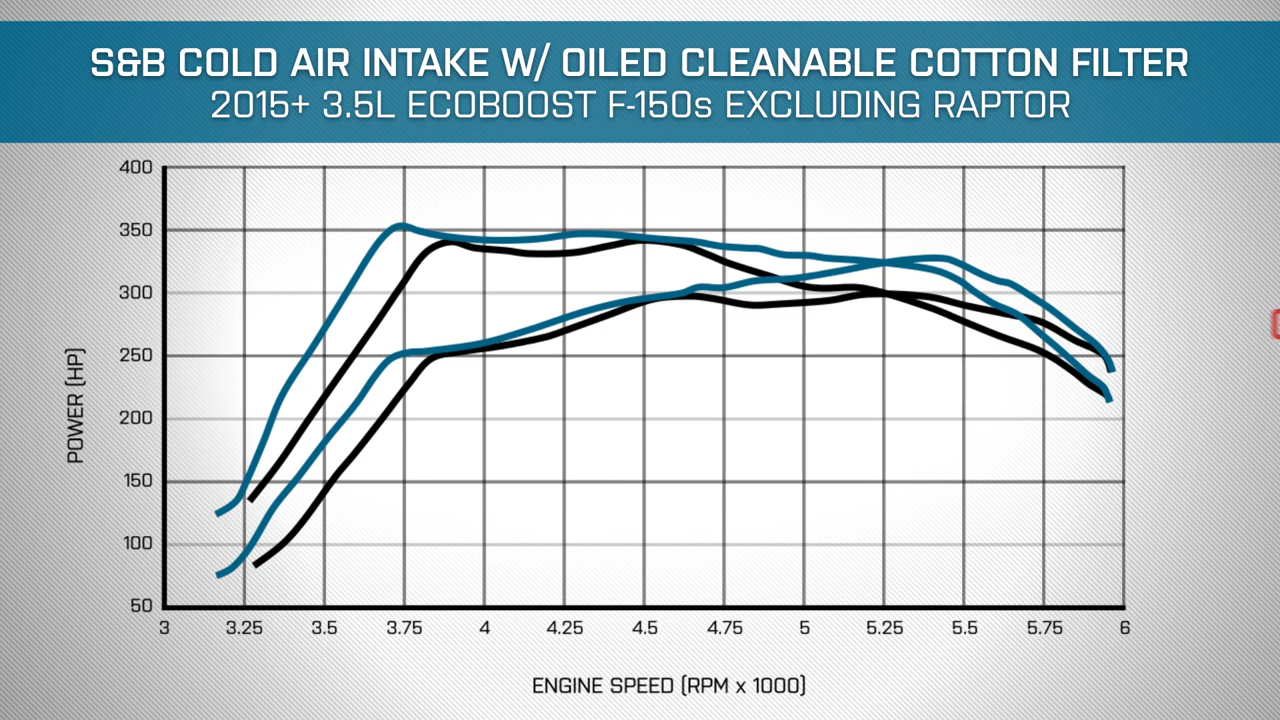 S&B COLD AIR INTAKE W/ OILED CLEANABLE COTTON FILTER
2015+ 3.5L ECOBOOST F-150s EXCLUDING RAPTOR
400
350
300
250
200
150
100
50
POWER (HP)
3 3.25 3.5 3.75 4 4.25 4.5 4.75 5 5.25 5.5 5.75 6
ENGINE SPEED (RPM x 1000)